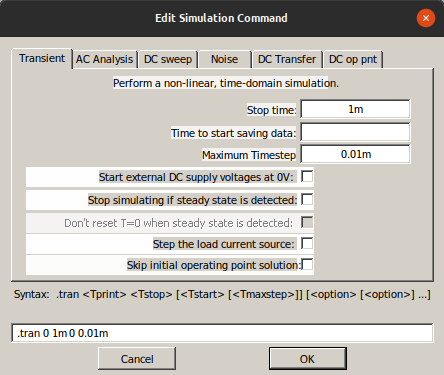 Edit Simulation Command
Transient AC Analysis DC sweep Noise DC Transfer DC op pnt
Perform a non-linear, time-domain simulation.
Stop time: 1m
Time to start saving data:
Maximum Timestep 0.01m
Start external DC supply voltages at 0V:
Stop simulating if steady state is detected:
Don't reset T=0 when steady state is detected:
Step the load current source:
Skip initial operating point solution:
Syntax: .tran <Tprint> <Tstop> [<Tstart> [<Tmaxstep>]] [<option> [<option>] ...]
.tran 0 1m 0 0.01m
Cancel OK